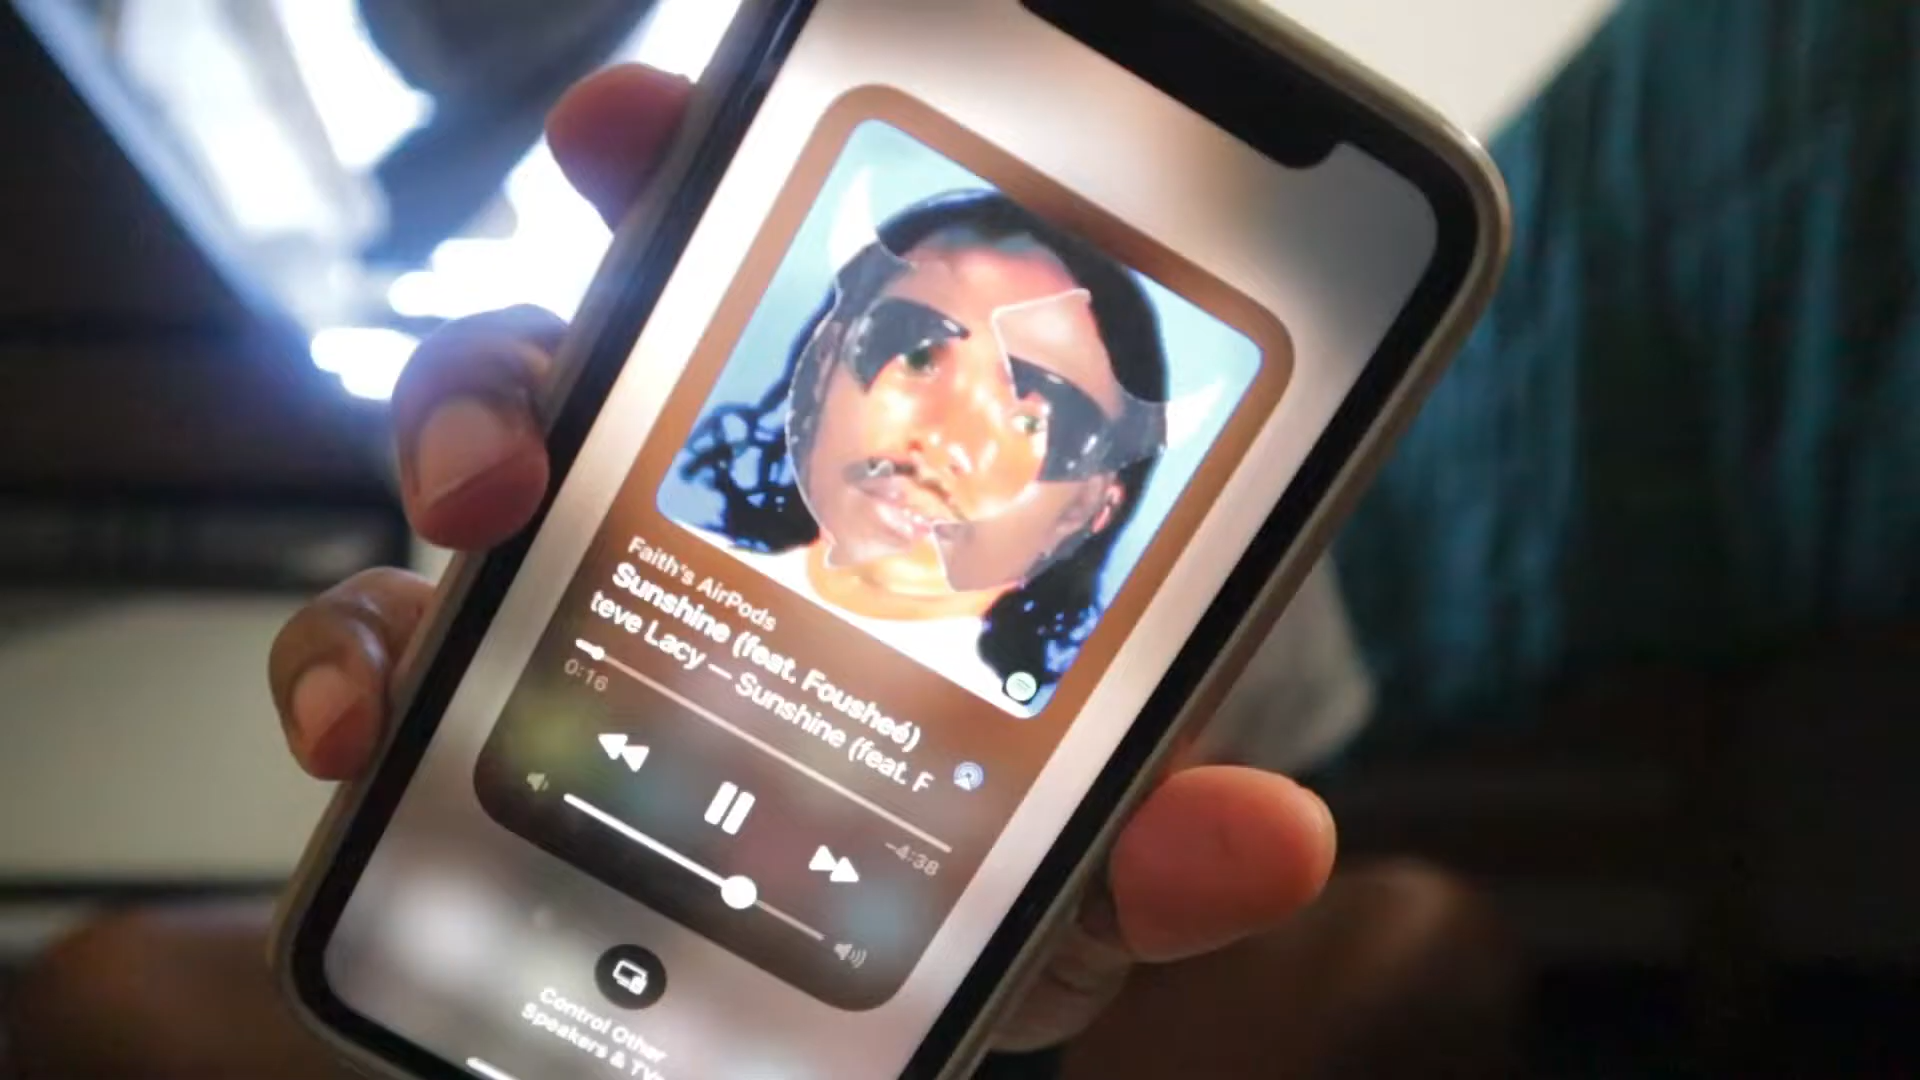 Faith's AirPods
Sunshine (feat. Fousheé)
teve Lacy — Sunshine (feat. F
0:16
-4:38
Control Other
Speakers & TVs